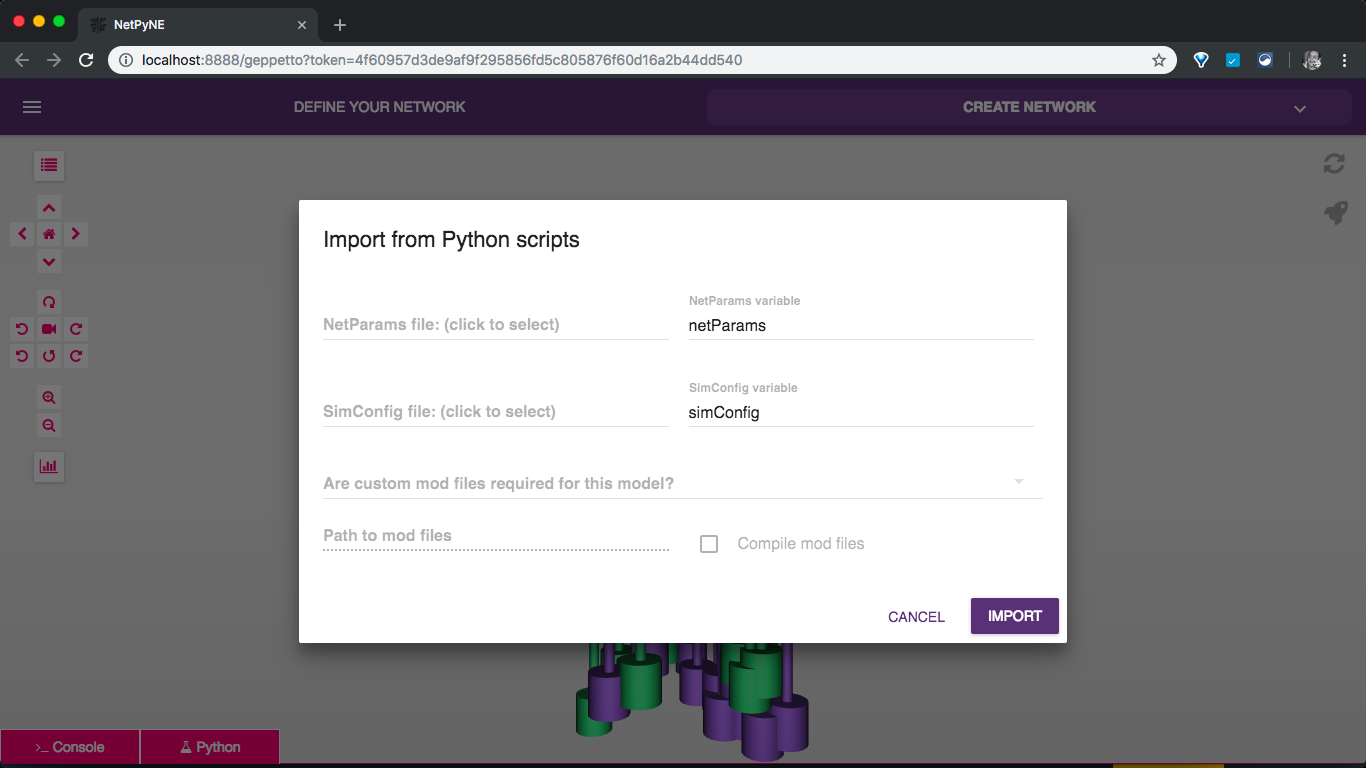 NetPyNE
localhost:8888/geppetto?token=4f60957d3de9af9f295856fd5c805876f60d16a2b44dd540
DEFINE YOUR NETWORK
CREATE NETWORK
Import from Python scripts
NetParams variable
NetParams file: (click to select)
netParams
SimConfig variable
SimConfig file: (click to select)
simConfig
Are custom mod files required for this model?
Path to mod files
Compile mod files
CANCEL
IMPORT
>_ Console
Python